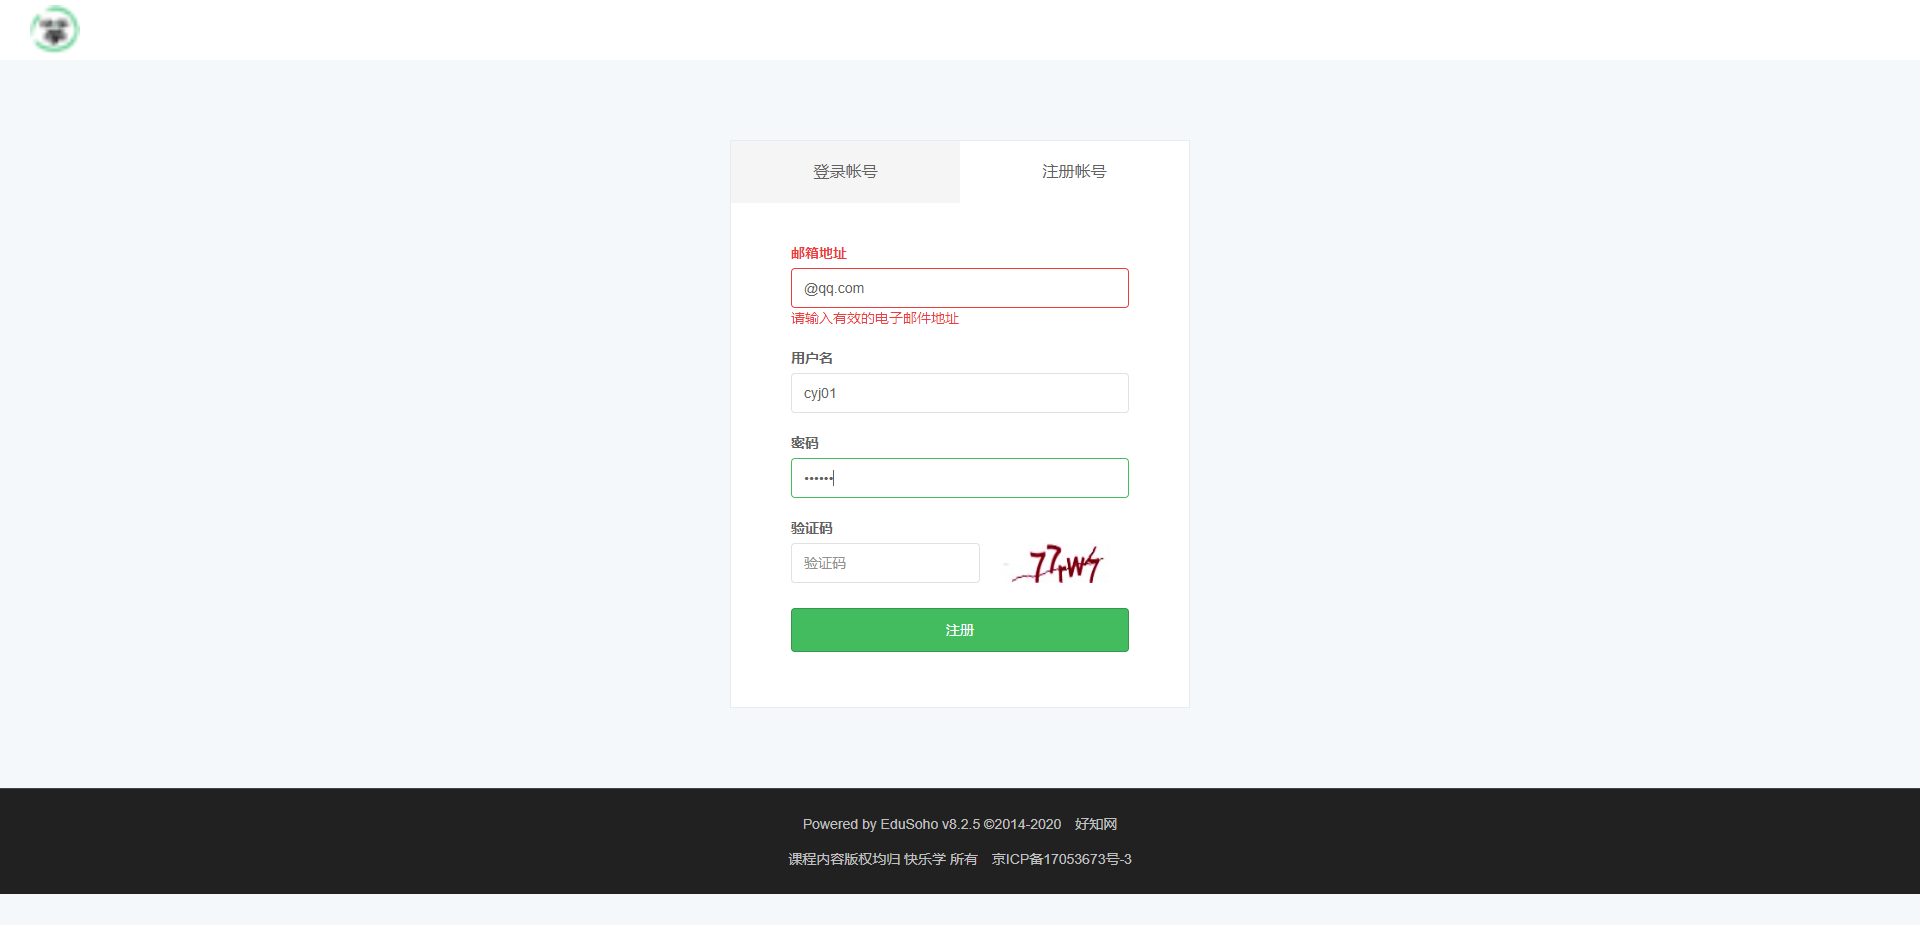 登录帐号
注册帐号
邮箱地址
@qq.com
请输入有效的电子邮件地址
用户名
cyj01
密码
••••••
验证码
验证码
注册
Powered by EduSoho v8.2.5 ©2014-2020 好知网
课程内容版权均归 快乐学 所有 京ICP备17053673号-3